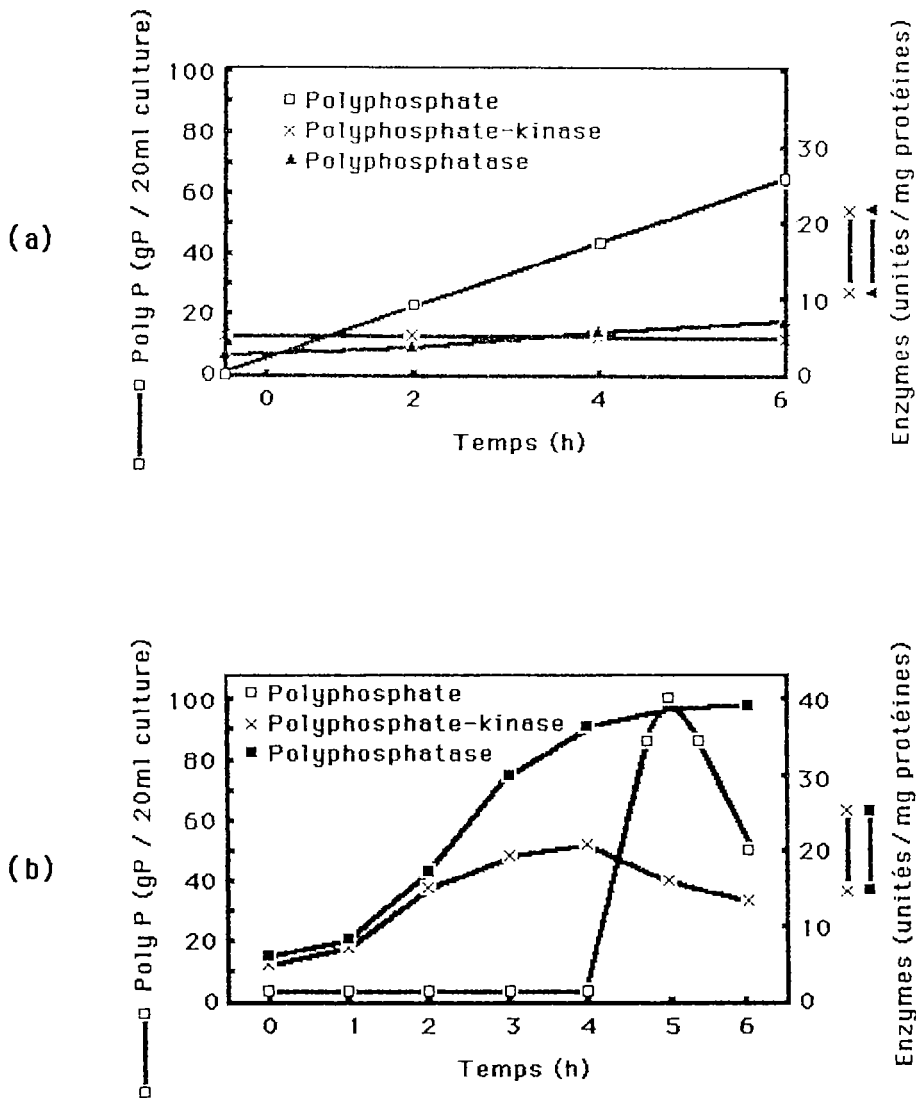 (a)
Poly P (gP / 20ml culture)
100
80
60
40
20
0
Polyphosphate
Polyphosphate-kinase
Polyphosphatase
30
20
10
0
Enzymes (unités/mg protéines)
0 2 4 6
Temps (h)
(b)
Poly P (gP / 20ml culture)
100
80
60
40
20
0
Polyphosphate
Polyphosphate-kinase
Polyphosphatase
40
30
20
10
0
Enzymes (unités/mg protéines)
0 1 2 3 4 5 6
Temps (h)